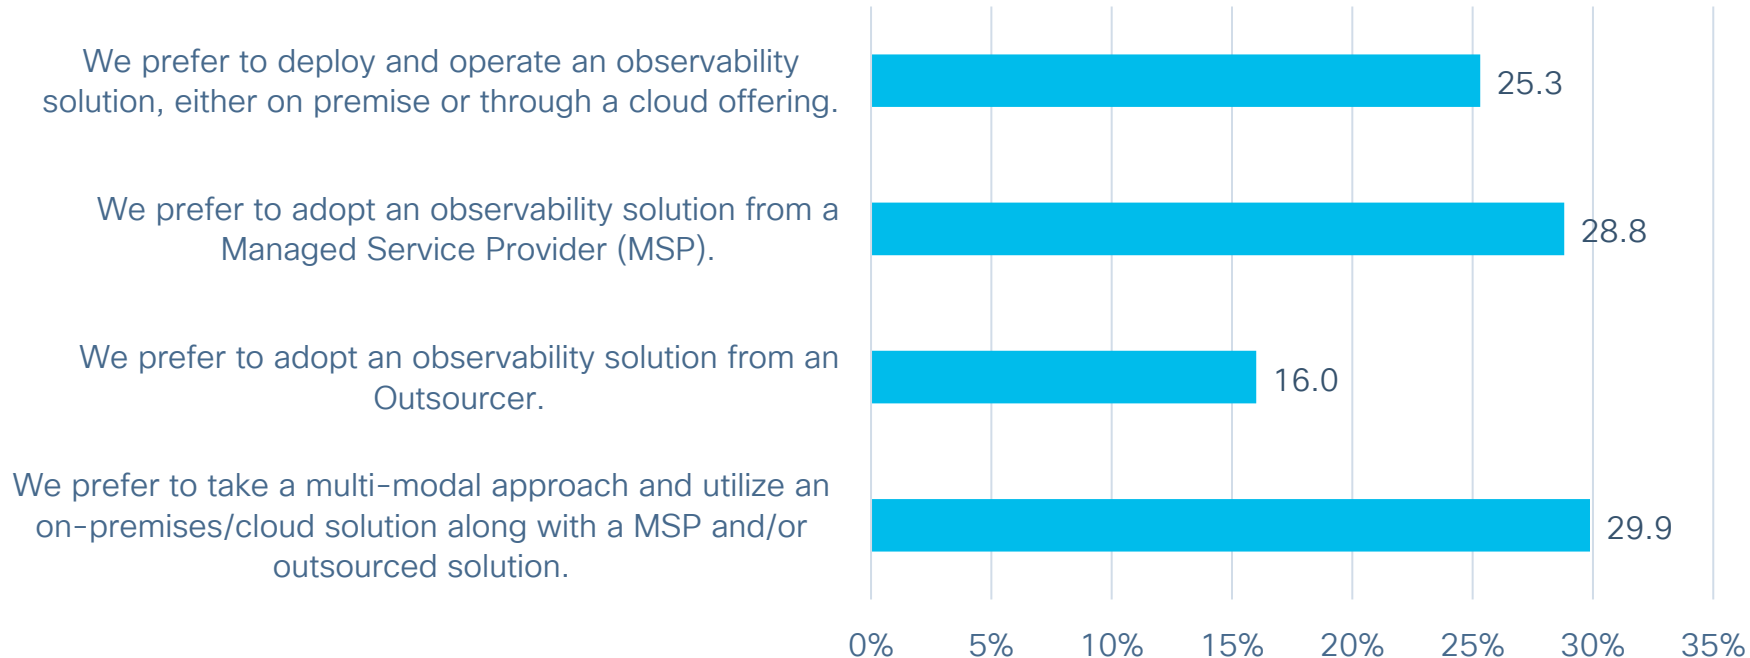 We prefer to deploy and operate an observability
solution, either on premise or through a cloud offering.
25.3
We prefer to adopt an observability solution from a
Managed Service Provider (MSP).
28.8
We prefer to adopt an observability solution from an
Outsourcer.
16.0
We prefer to take a multi-modal approach and utilize an
on-premises/cloud solution along with a MSP and/or
outsourced solution.
29.9
0% 5% 10% 15% 20% 25% 30% 35%